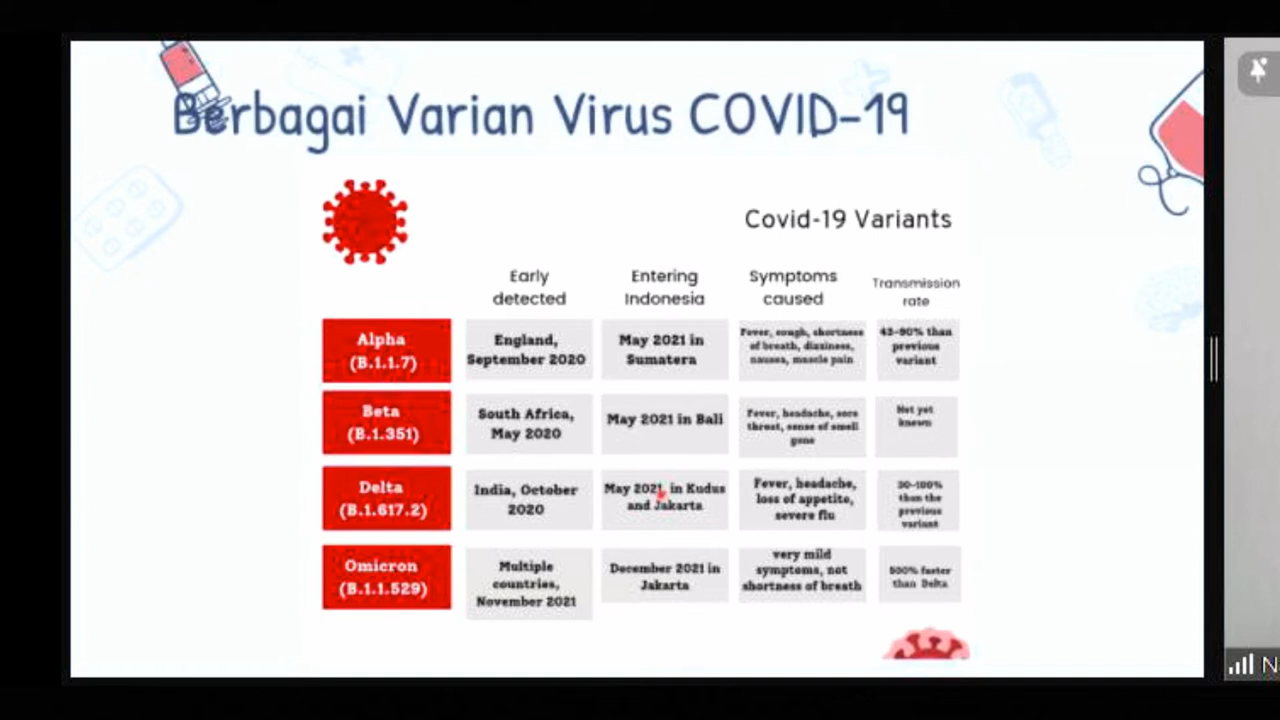 Berbagai Varian Virus COVID-19
Covid-19 Variants
Early
detected
Entering
Indonesia
Symptoms
caused
Transmission
rate
Alpha
(B.1.1.7)
England,
September 2020
May 2021 in
Sumatera
Fever, cough, shortness
of breath, dizziness,
nausea, muscle pain
43-90% than
previous
variant
Beta
(B.1.351)
South Africa,
May 2020
May 2021 in Bali
Fever, headache, sore
throat, sense of smell
gone
Not yet
known
Delta
(B.1.617.2)
India, October
2020
May 2021 in Kudus
and Jakarta
Fever, headache,
loss of appetite,
severe flu
30-100%
than the
previous
variant
Omicron
(B.1.1.529)
Multiple
countries,
November 2021
December 2021 in
Jakarta
very mild
symptoms, not
shortness of breath
500% faster
than Delta